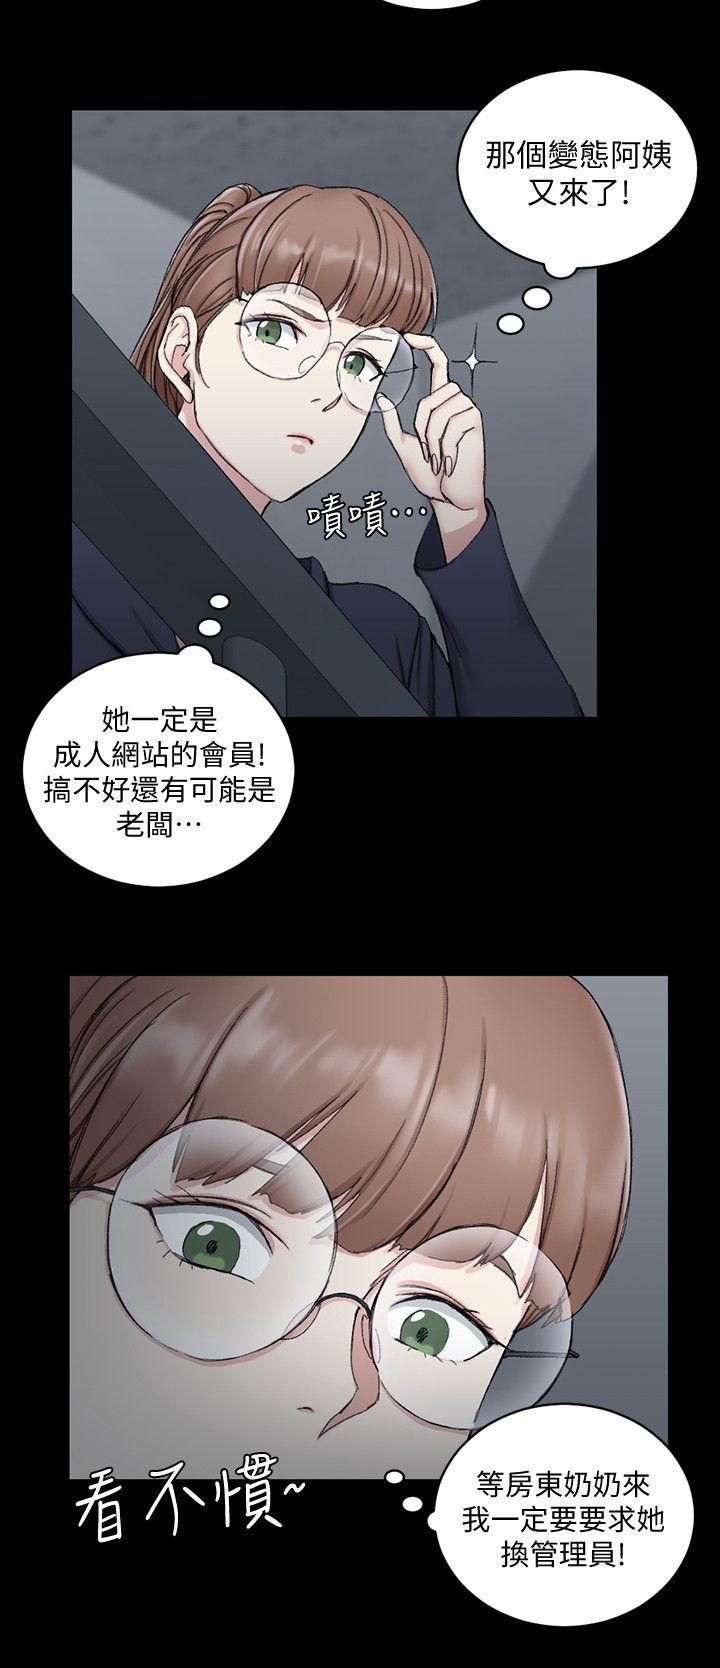 那個變態阿姨
又來了!
嘖嘖…
她一定是
成人網站的會員!
搞不好還有可能是
老闆…
看不慣~
等房東奶奶來
我一定要要求她
換管理員!